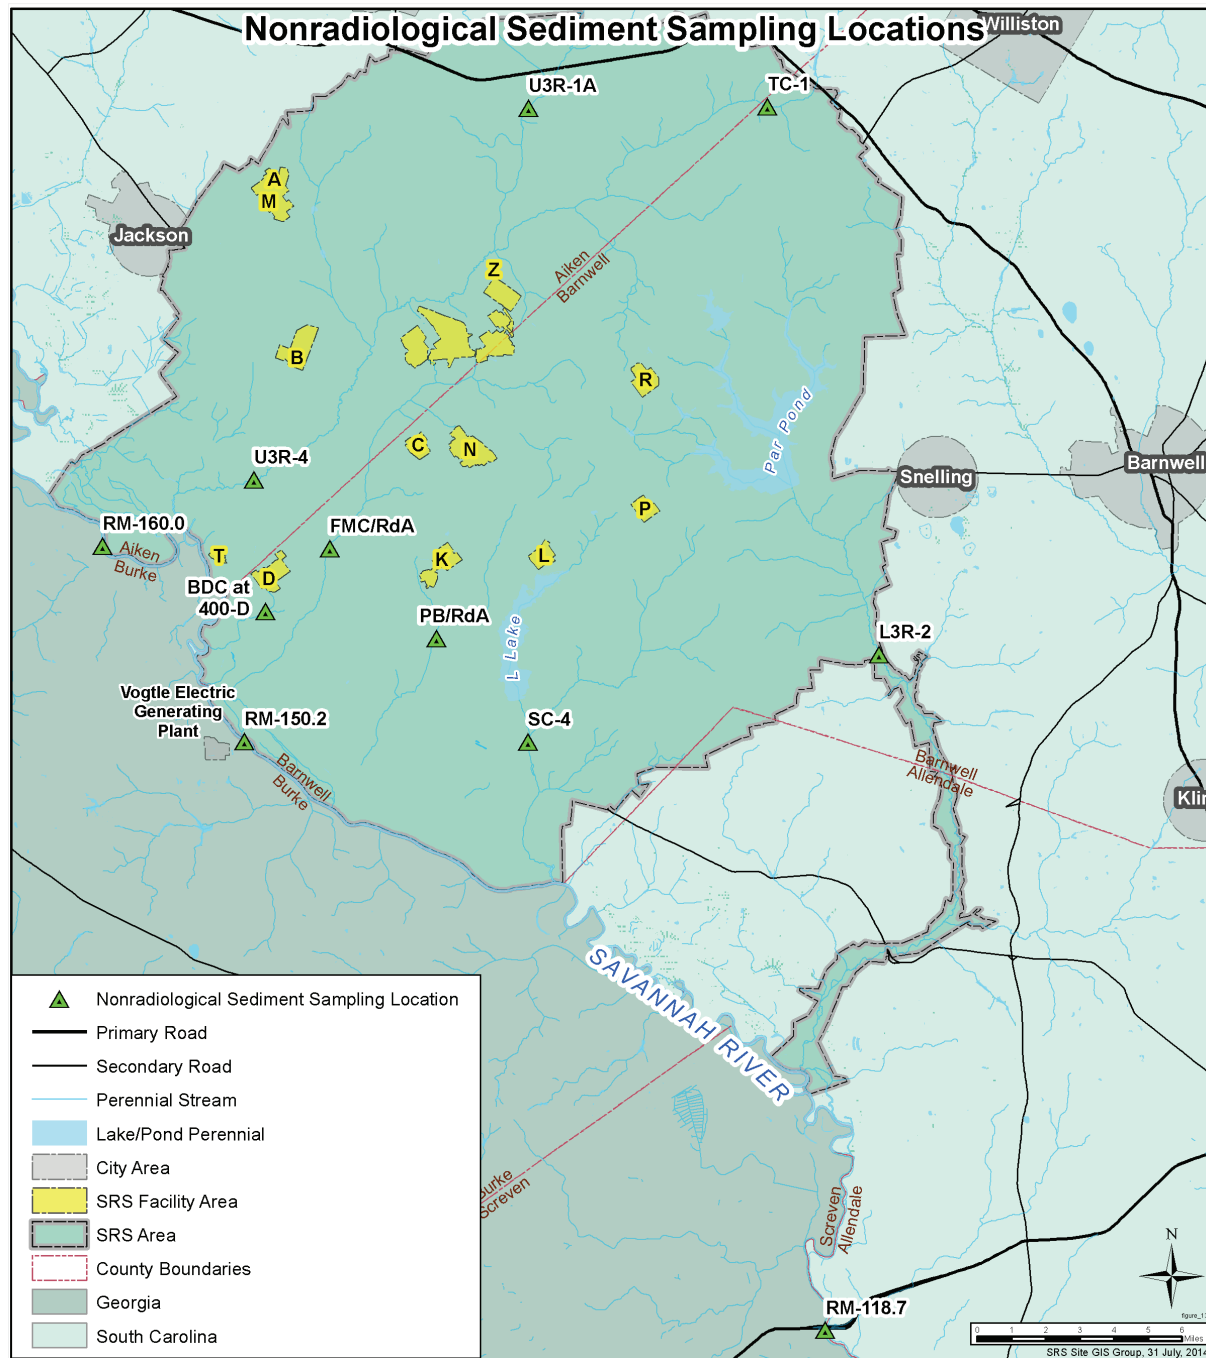 Nonradiological Sediment Sampling Locations
Williston
U3R-1A
TC-1
A
M
Jackson
Z
Aiken
Barnwell
B
R
Par Pond
C
N
Barnwell
Snelling
U3R-4
P
RM-160.0
Aiken
Burke
FMC/RdA
T
K
L
D
BDC at
400-D
PB/RdA
L3R-2
L Lake
Vogtle Electric
Generating
Plant
RM-150.2
SC-4
Barnwell
Burke
Barnwell
Allendale
Klin
SAVANNAH RIVER
Burke
Screven
Screven
Allendale
RM-118.7
Nonradiological Sediment Sampling Location
Primary Road
Secondary Road
Perennial Stream
Lake/Pond Perennial
City Area
SRS Facility Area
SRS Area
County Boundaries
Georgia
South Carolina
N
0 1 2 3 4 5 6
Miles
SRS Site GIS Group, 31 July, 2014